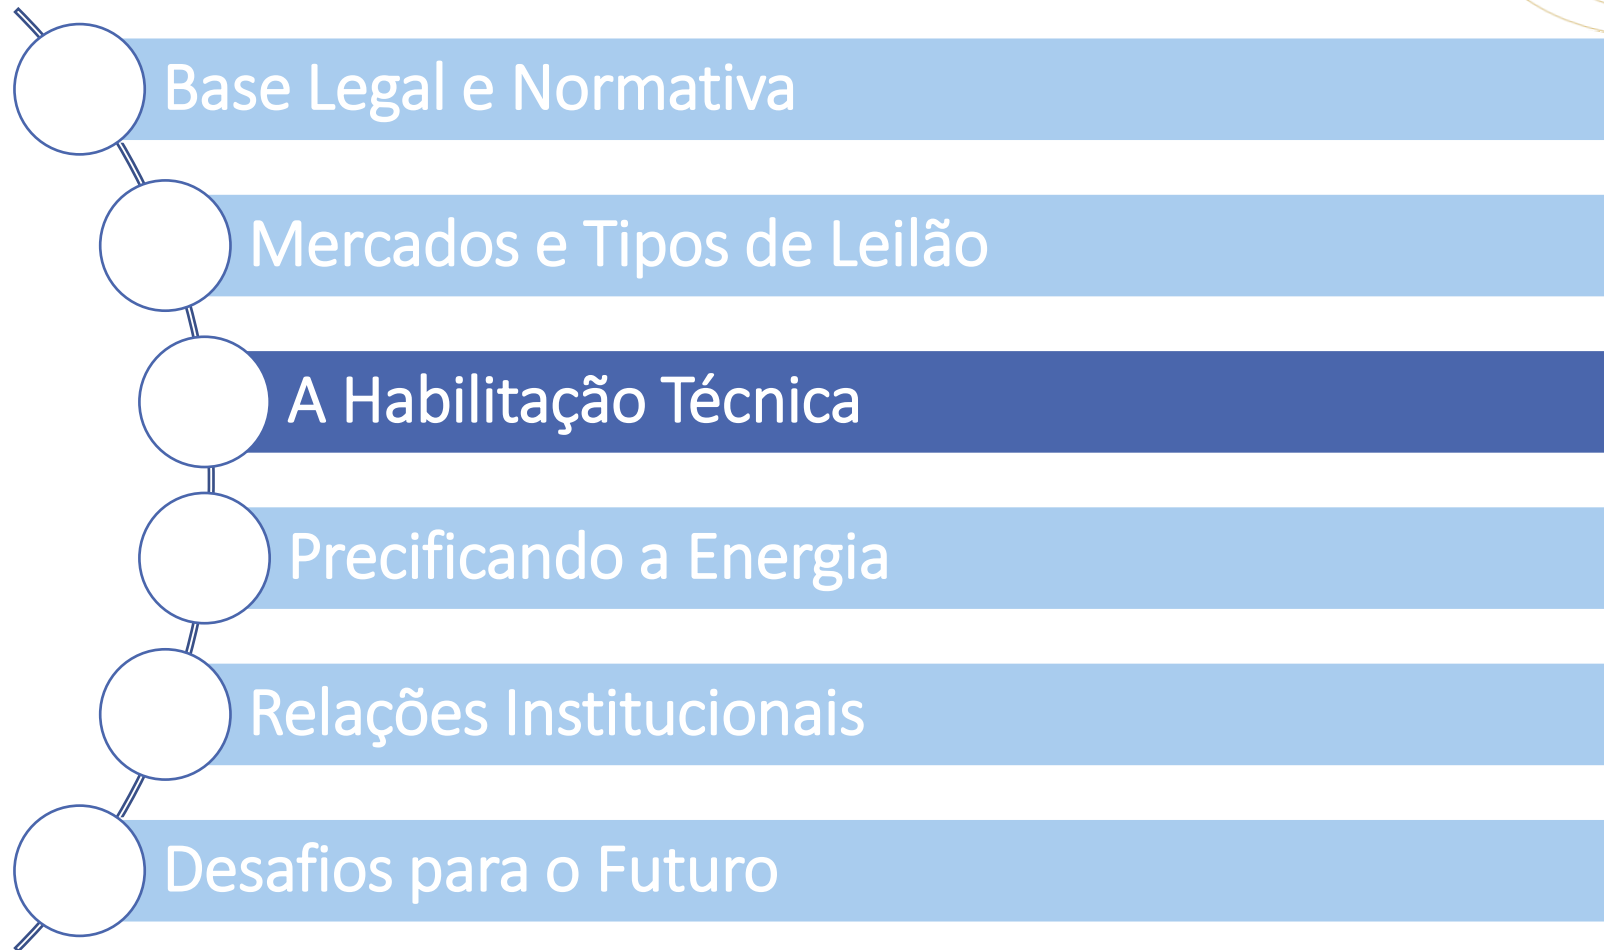 Base Legal e Normativa
Mercados e Tipos de Leilão
A Habilitação Técnica
Precificando a Energia
Relações Institucionais
Desafios para o Futuro